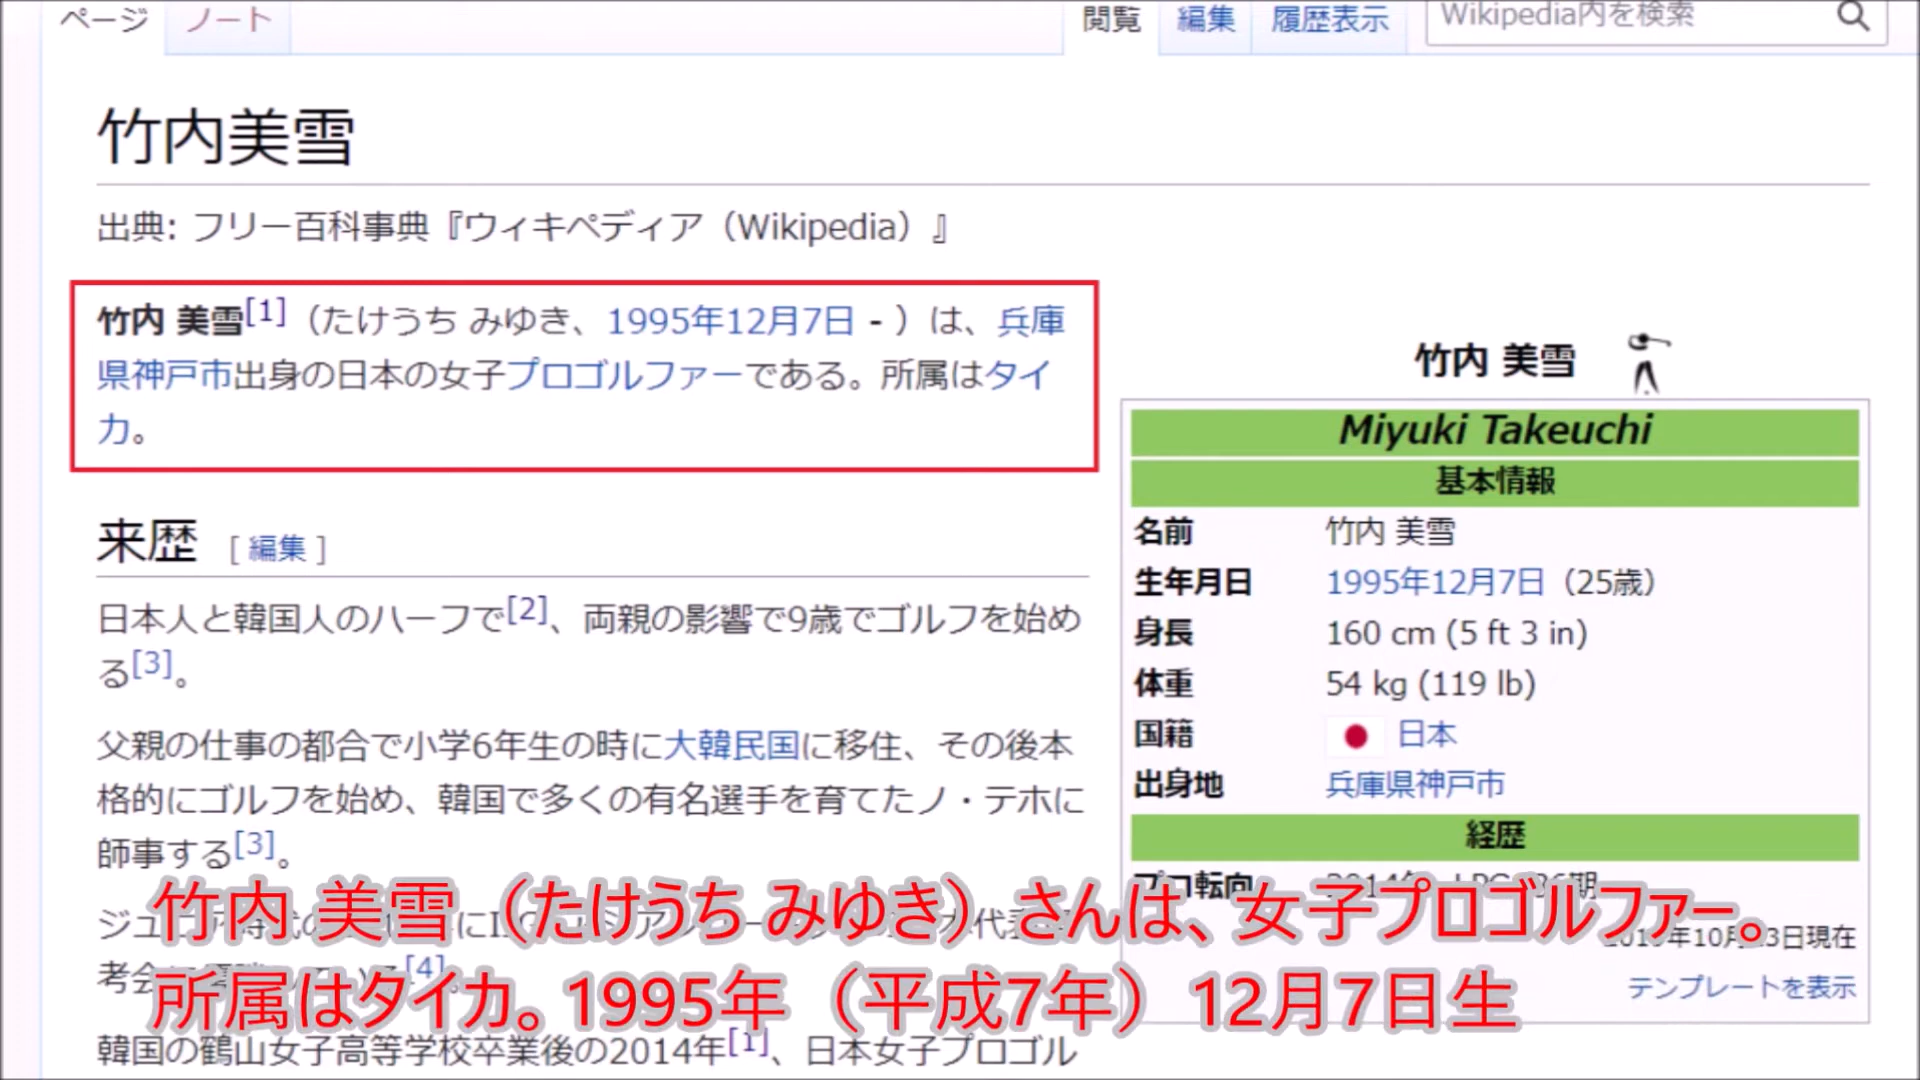 ページ ノート 閲覧 編集 履歴表示 Wikipedia内を検索
竹内美雪
出典: フリー百科事典『ウィキペディア（Wikipedia）』
竹内 美雪[1]（たけうち みゆき、1995年12月7日 - ）は、兵庫
県神戸市出身の日本の女子プロゴルファーである。所属はタイ
カ。
来歴 [ 編集 ]
日本人と韓国人のハーフで[2]、両親の影響で9歳でゴルフを始め
る[3]。
父親の仕事の都合で小学6年生の時に大韓民国に移住、その後本
格的にゴルフを始め、韓国で多くの有名選手を育てたノ・テホに
師事する[3]。
韓国の鶴山女子高等学校卒業後の2014年[1]、日本女子プロゴル
竹内 美雪
Miyuki Takeuchi
基本情報
名前 竹内 美雪
生年月日 1995年12月7日（25歳）
身長 160 cm (5 ft 3 in)
体重 54 kg (119 lb)
国籍 日本
出身地 兵庫県神戸市
経歴
プロ転向
テンプレートを表示
竹内 美雪（たけうち みゆき）さんは、女子プロゴルファー。
所属はタイカ。1995年（平成7年）12月7日生